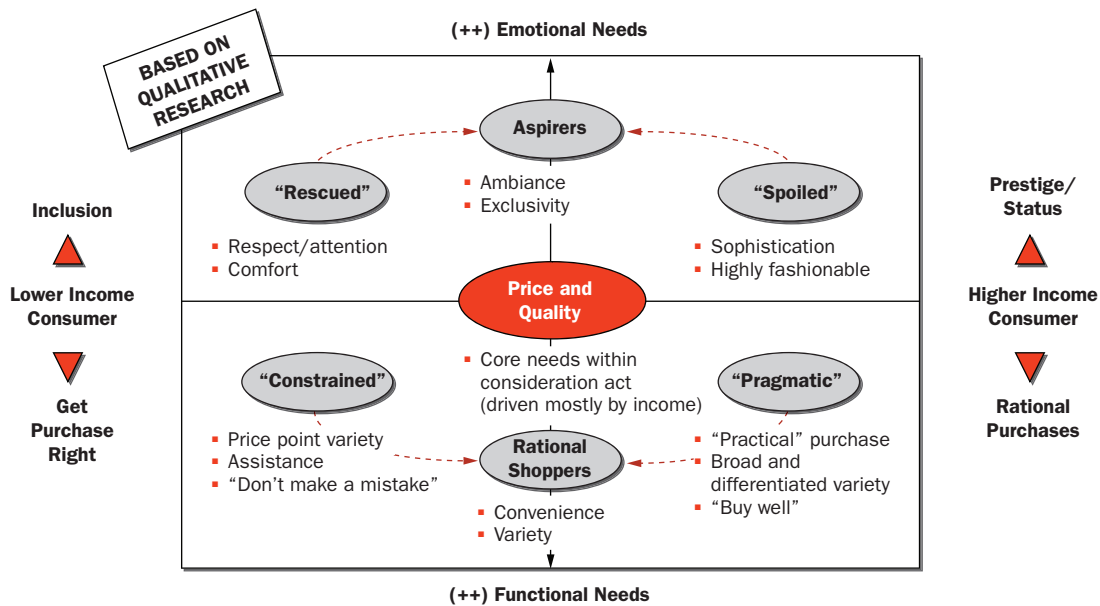 (++) Emotional Needs
BASED ON
QUALITATIVE
RESEARCH
Aspirers
“Rescued”
“Spoiled”
▪ Ambiance
▪ Exclusivity
▪ Respect/attention
▪ Comfort
▪ Sophistication
▪ Highly fashionable
Inclusion
Lower Income
Consumer
Get
Purchase
Right
Prestige/
Status
Higher Income
Consumer
Rational
Purchases
Price and
Quality
▪ Core needs within
consideration act
(driven mostly by income)
“Constrained”
“Pragmatic”
▪ Price point variety
▪ Assistance
▪ “Don’t make a mistake”
Rational
Shoppers
▪ “Practical” purchase
▪ Broad and
differentiated variety
▪ “Buy well”
▪ Convenience
▪ Variety
(++) Functional Needs